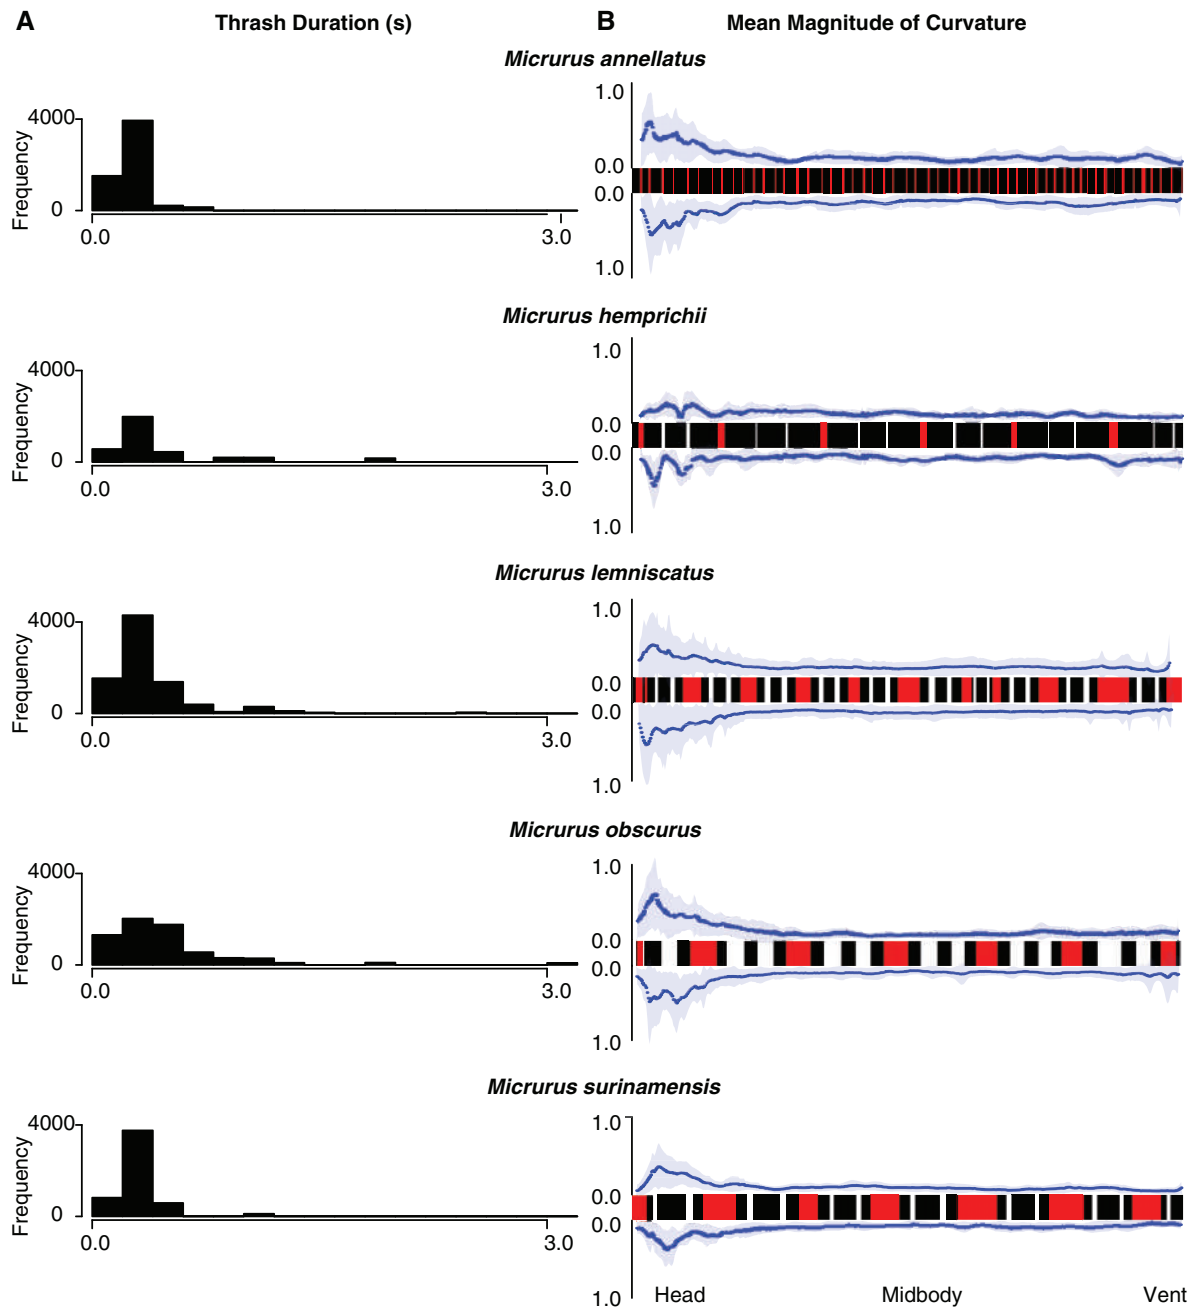 A Thrash Duration (s) B Mean Magnitude of Curvature
Micrurus annellatus
Frequency
4000
0
0.0 3.0
1.0
0.0
0.0
1.0
Micrurus hemprichii
Frequency
4000
0
0.0 3.0
1.0
0.0
0.0
1.0
Micrurus lemniscatus
Frequency
4000
0
0.0 3.0
1.0
0.0
0.0
1.0
Micrurus obscurus
Frequency
4000
0
0.0 3.0
1.0
0.0
0.0
1.0
Micrurus surinamensis
Frequency
4000
0
0.0 3.0
1.0
0.0
0.0
1.0
Head Midbody Vent